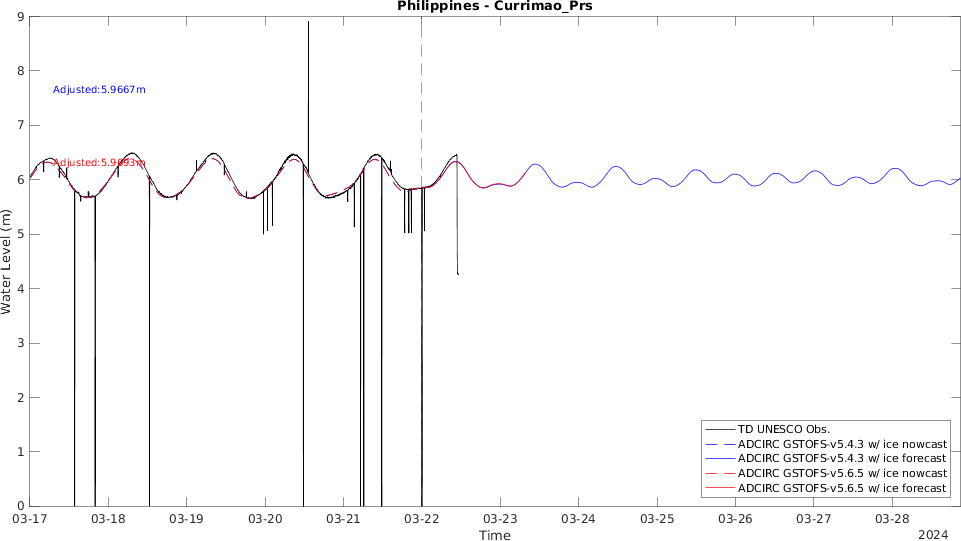 Philippines - Currimao_Prs
9
8
7
6
5
4
3
2
1
0
Water Level (m)
Adjusted:5.9667m
Adjusted:5.9693m
TD UNESCO Obs.
ADCIRC GSTOFS-v5.4.3 w/ ice nowcast
ADCIRC GSTOFS-v5.4.3 w/ ice forecast
ADCIRC GSTOFS-v5.6.5 w/ ice nowcast
ADCIRC GSTOFS-v5.6.5 w/ ice forecast
03-17 03-18 03-19 03-20 03-21 03-22 03-23 03-24 03-25 03-26 03-27 03-28
Time
2024